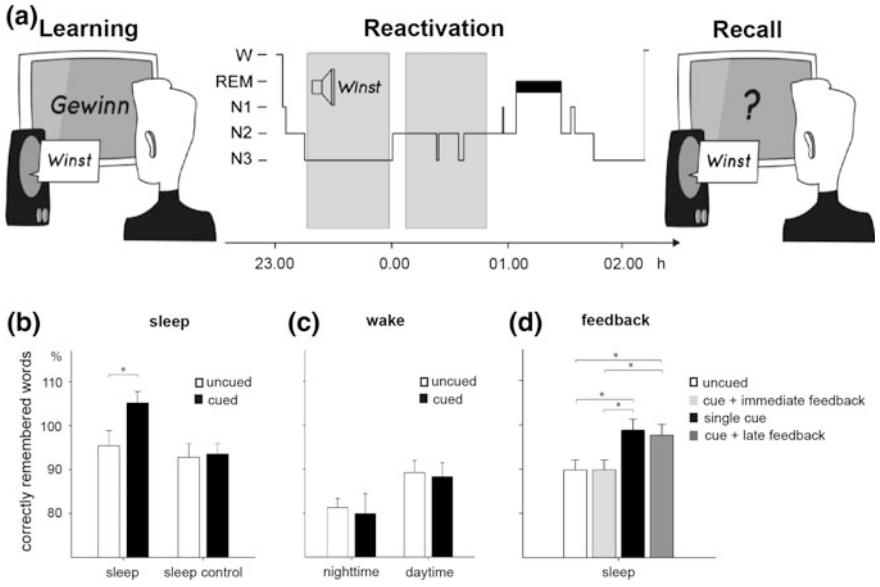 (a) Learning
Reactivation
Recall
Gewinn
Winst
W
REM
N1
N2
N3
Winst
23.00 0.00 01.00 02.00 h
?
Winst
(b) sleep
correctly remembered words
%
110
100
90
80
uncued
cued
*
sleep sleep control
(c) wake
uncued
cued
nighttime daytime
(d) feedback
*
*
*
*
uncued
cue + immediate feedback
single cue
cue + late feedback
sleep